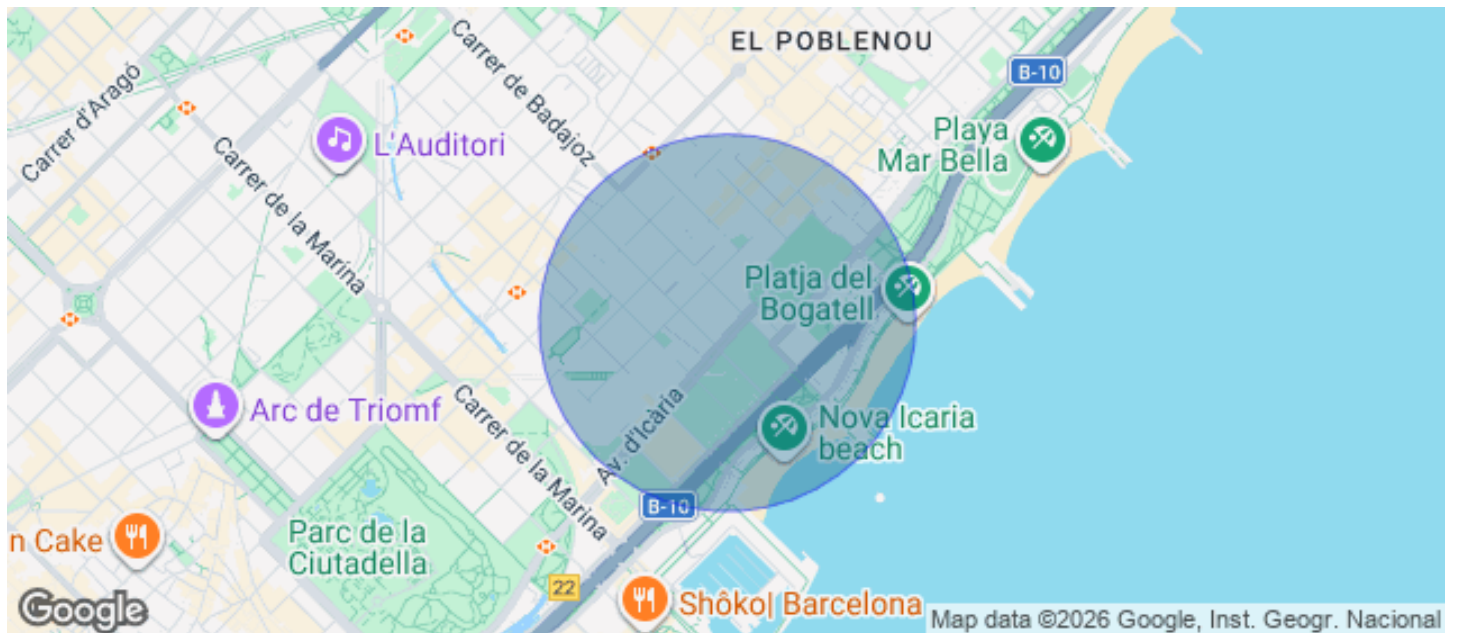 EL POBLENOU
B-10
Carrer d'Aragó
Carrer de Badajoz
L'Auditori
Playa
Mar Bella
Carrer de la Marina
Platja del
Bogatell
Arc de Triomf
Carrer de la Marina
Av. d'Icària
Nova Icaria
beach
B-10
Parc de la
Ciutadella
n Cake
22
Shôko| Barcelona
Google
Map data ©2026 Google, Inst. Geogr. Nacional